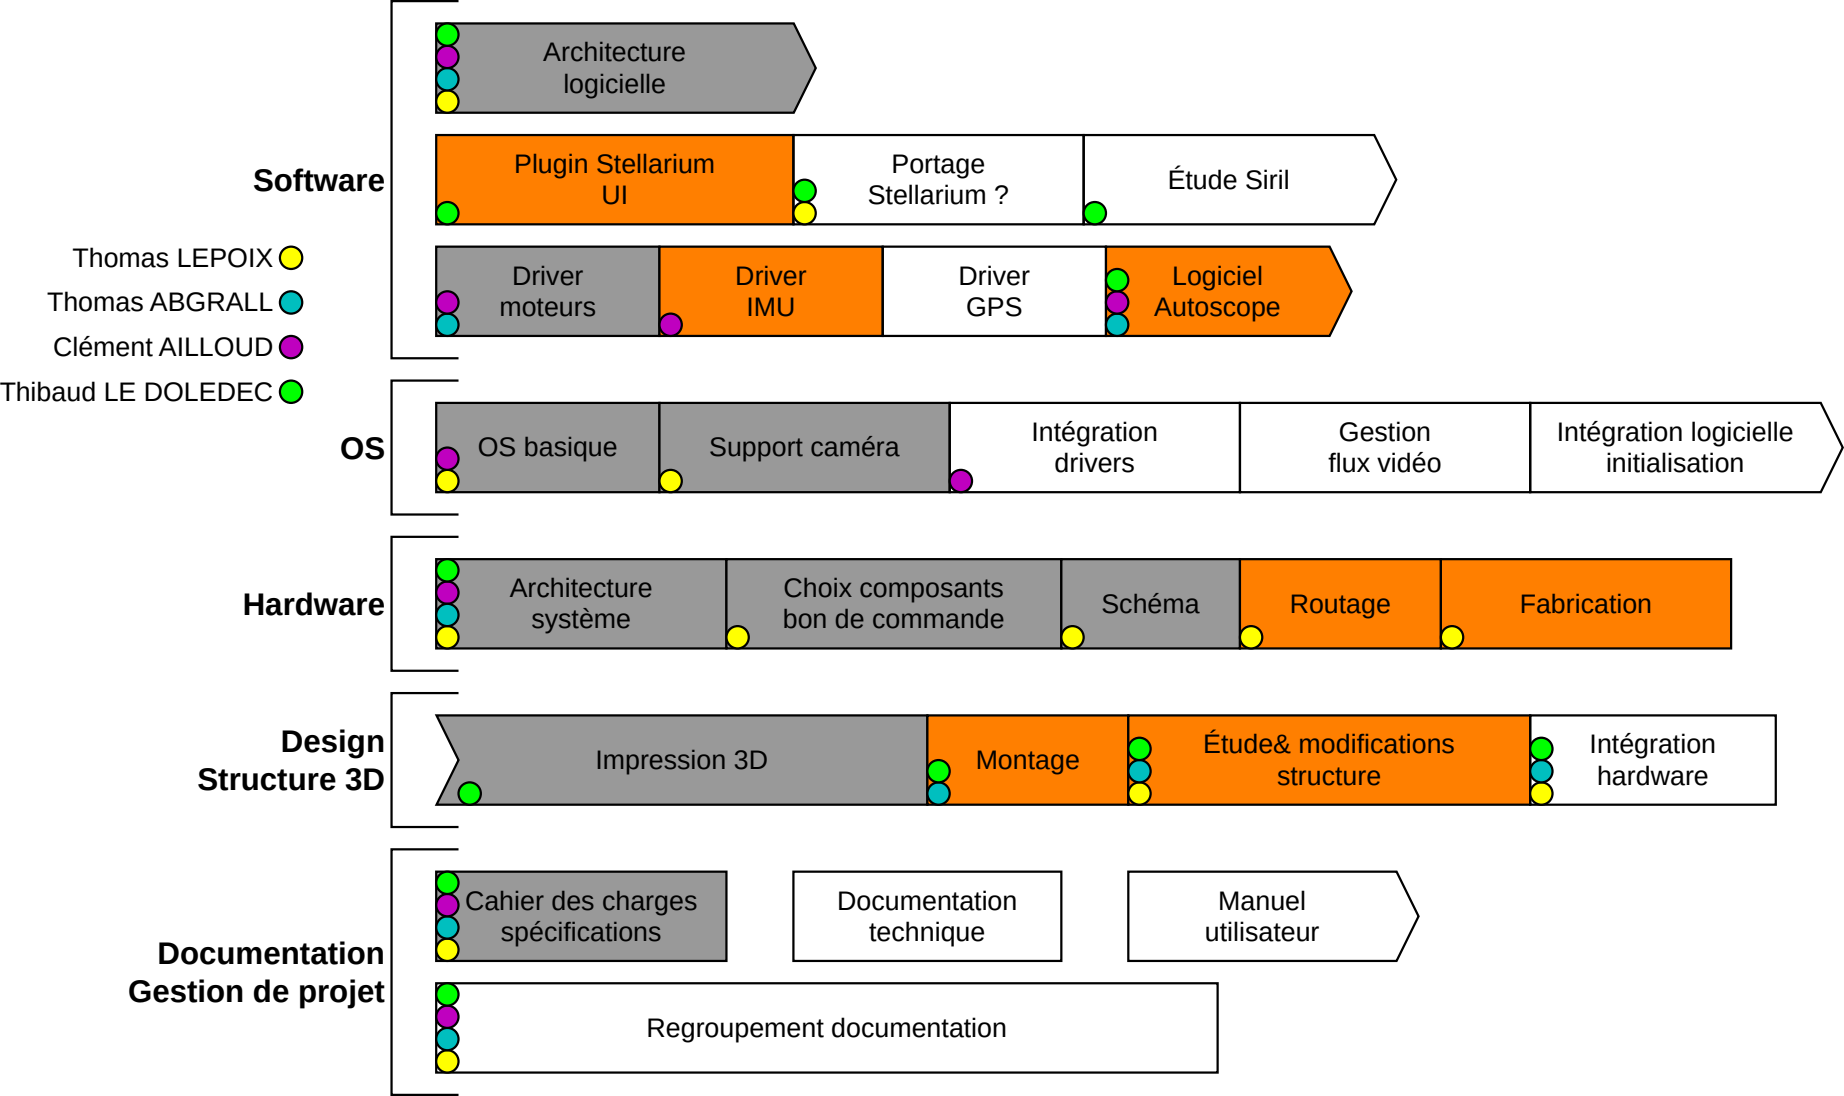 Architecture
logicielle
Software
Plugin Stellarium
UI
Portage
Stellarium ?
Étude Siril
Thomas LEPOIX
Thomas ABGRALL
Clément AILLOUD
Thibaud LE DOLEDEC
Driver
moteurs
Driver
IMU
Driver
GPS
Logiciel
Autoscope
OS
OS basique
Support caméra
Intégration
drivers
Gestion
flux vidéo
Intégration logicielle
initialisation
Hardware
Architecture
système
Choix composants
bon de commande
Schéma
Routage
Fabrication
Design
Structure 3D
Impression 3D
Montage
Étude& modifications
structure
Intégration
hardware
Documentation
Gestion de projet
Cahier des charges
spécifications
Documentation
technique
Manuel
utilisateur
Regroupement documentation